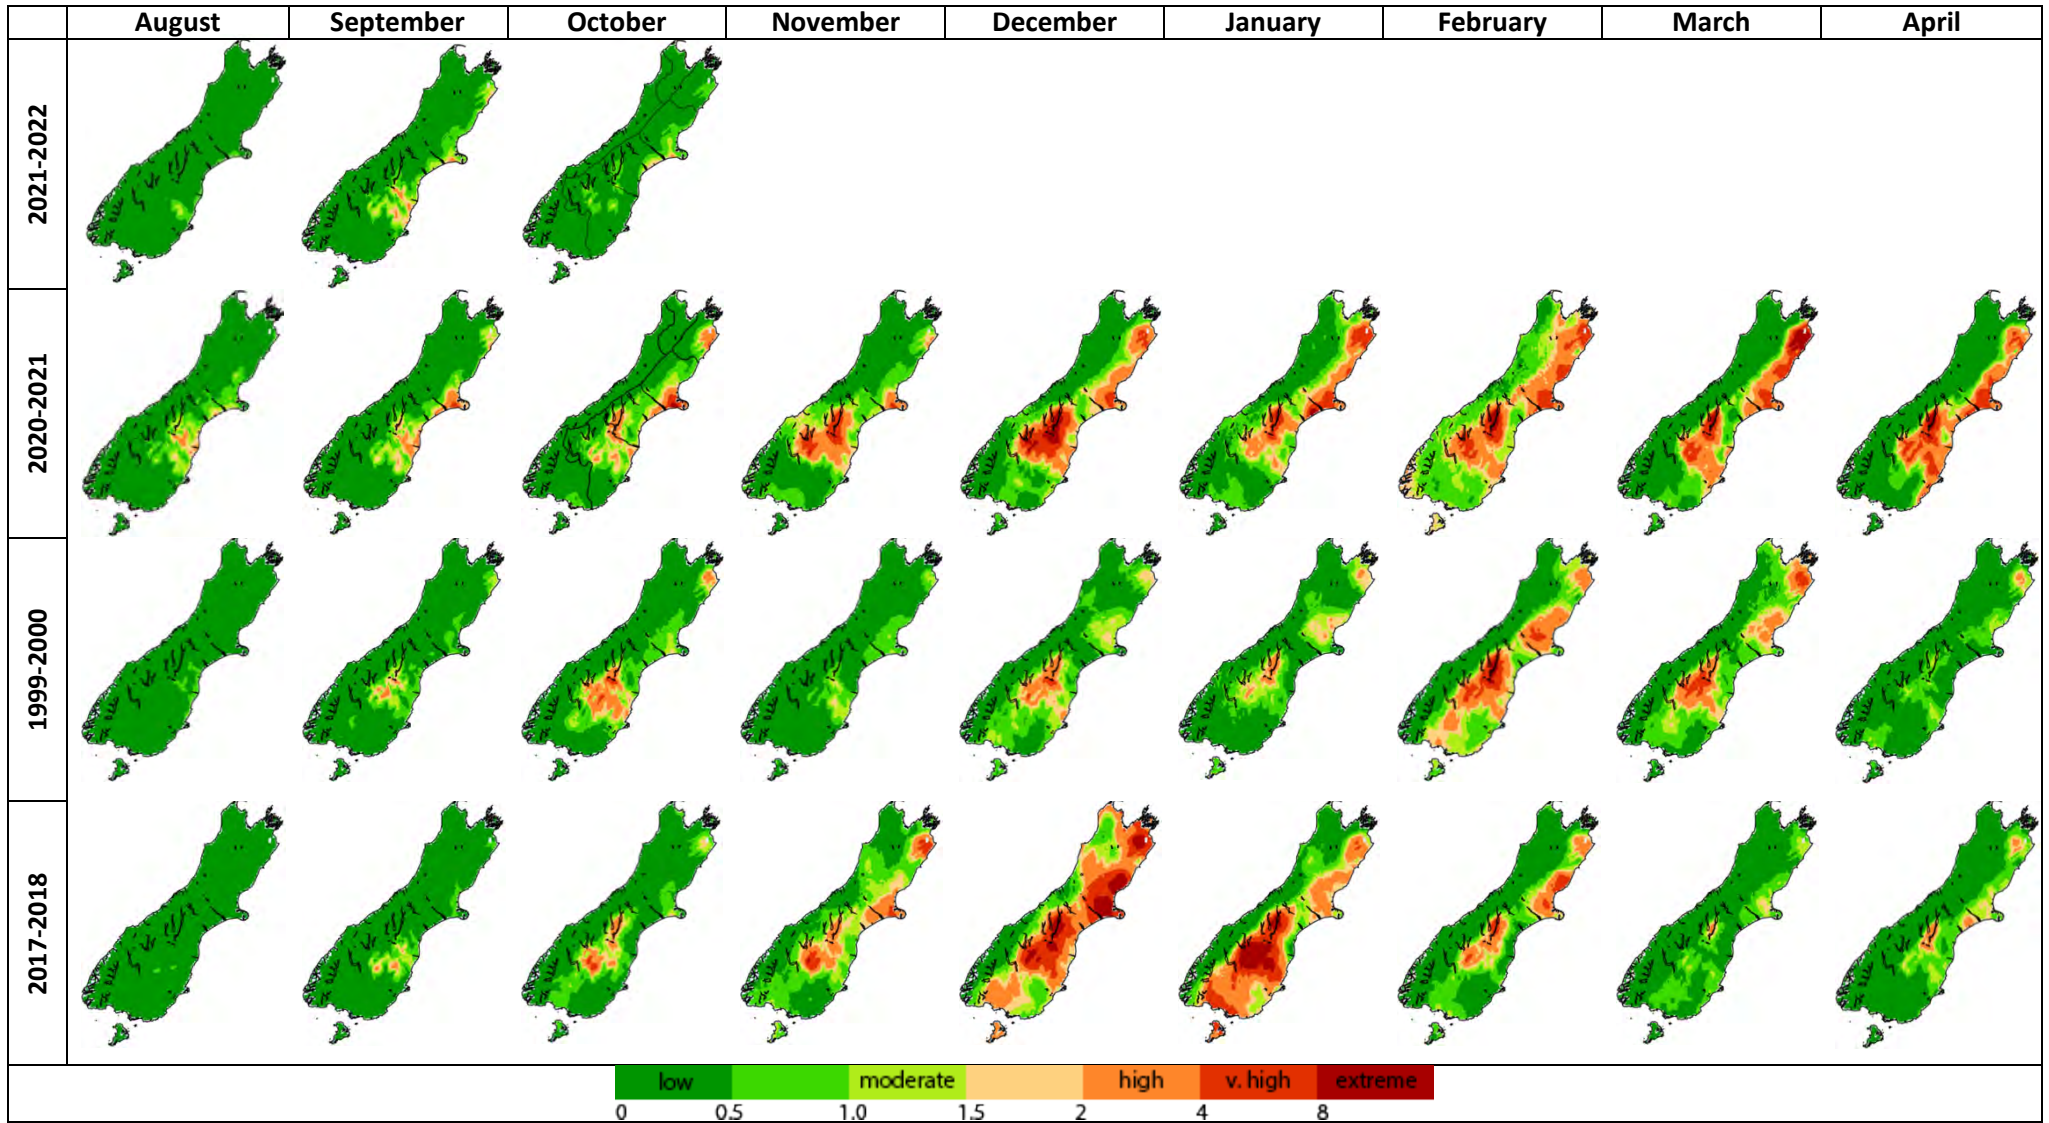 August September October November December January February March April
2021-2022
2020-2021
1999-2000
2017-2018
low moderate high v. high extreme
0 0.5 1.0 1.5 2 4 8